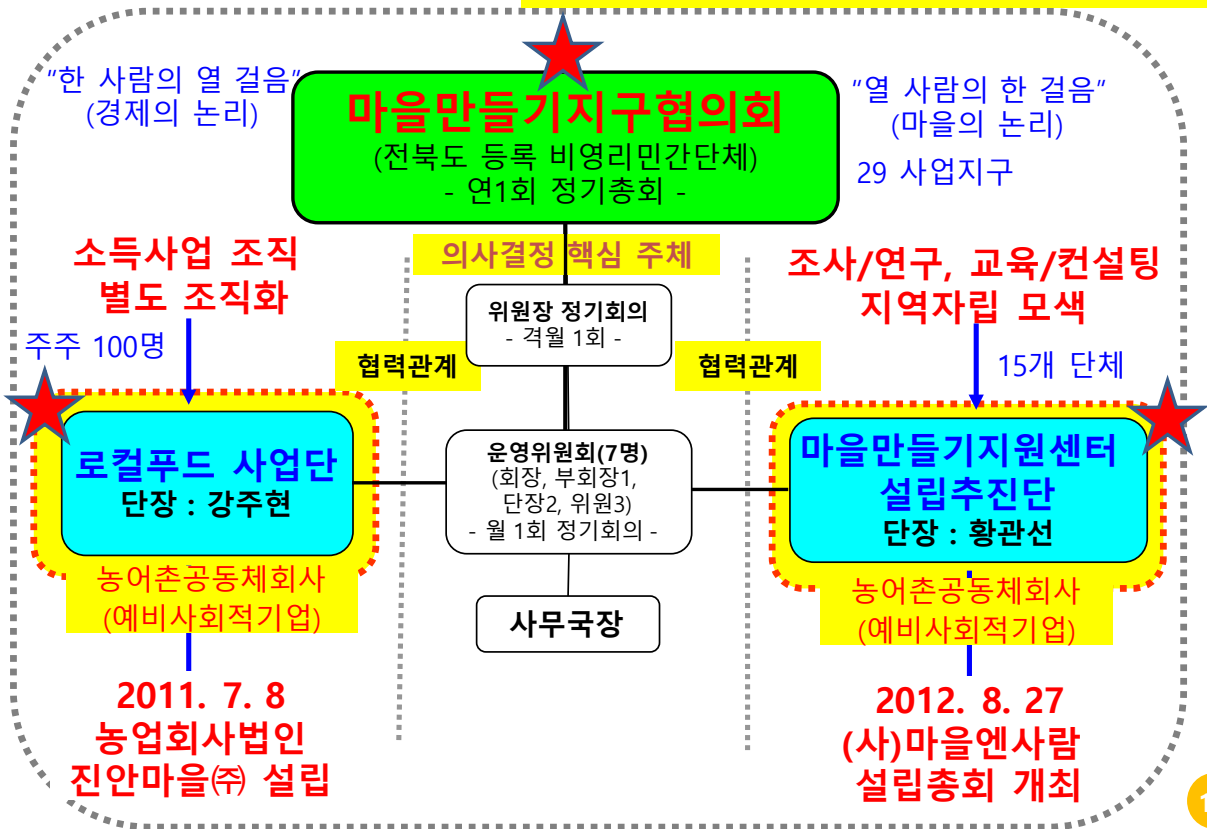 "한 사람의 열 걸음"
(경제의 논리)
마을만들기지구협의회
(전북도 등록 비영리민간단체)
- 연1회 정기총회 -
"열 사람의 한 걸음"
(마을의 논리)
29 사업지구
소득사업 조직
별도 조직화
의사결정 핵심 주체
조사/연구, 교육/컨설팅
지역자립 모색
위원장 정기회의
- 격월 1회 -
주주 100명
협력관계
협력관계
15개 단체
로컬푸드 사업단
단장 : 강주현
운영위원회(7명)
(회장, 부회장1,
단장2, 위원3)
- 월 1회 정기회의 -
마을만들기지원센터
설립추진단
단장 : 황관선
농어촌공동체회사
(예비사회적기업)
사무국장
농어촌공동체회사
(예비사회적기업)
2011. 7. 8
농업회사법인
진안마을㈜ 설립
2012. 8. 27
(사)마을엔사람
설립총회 개최